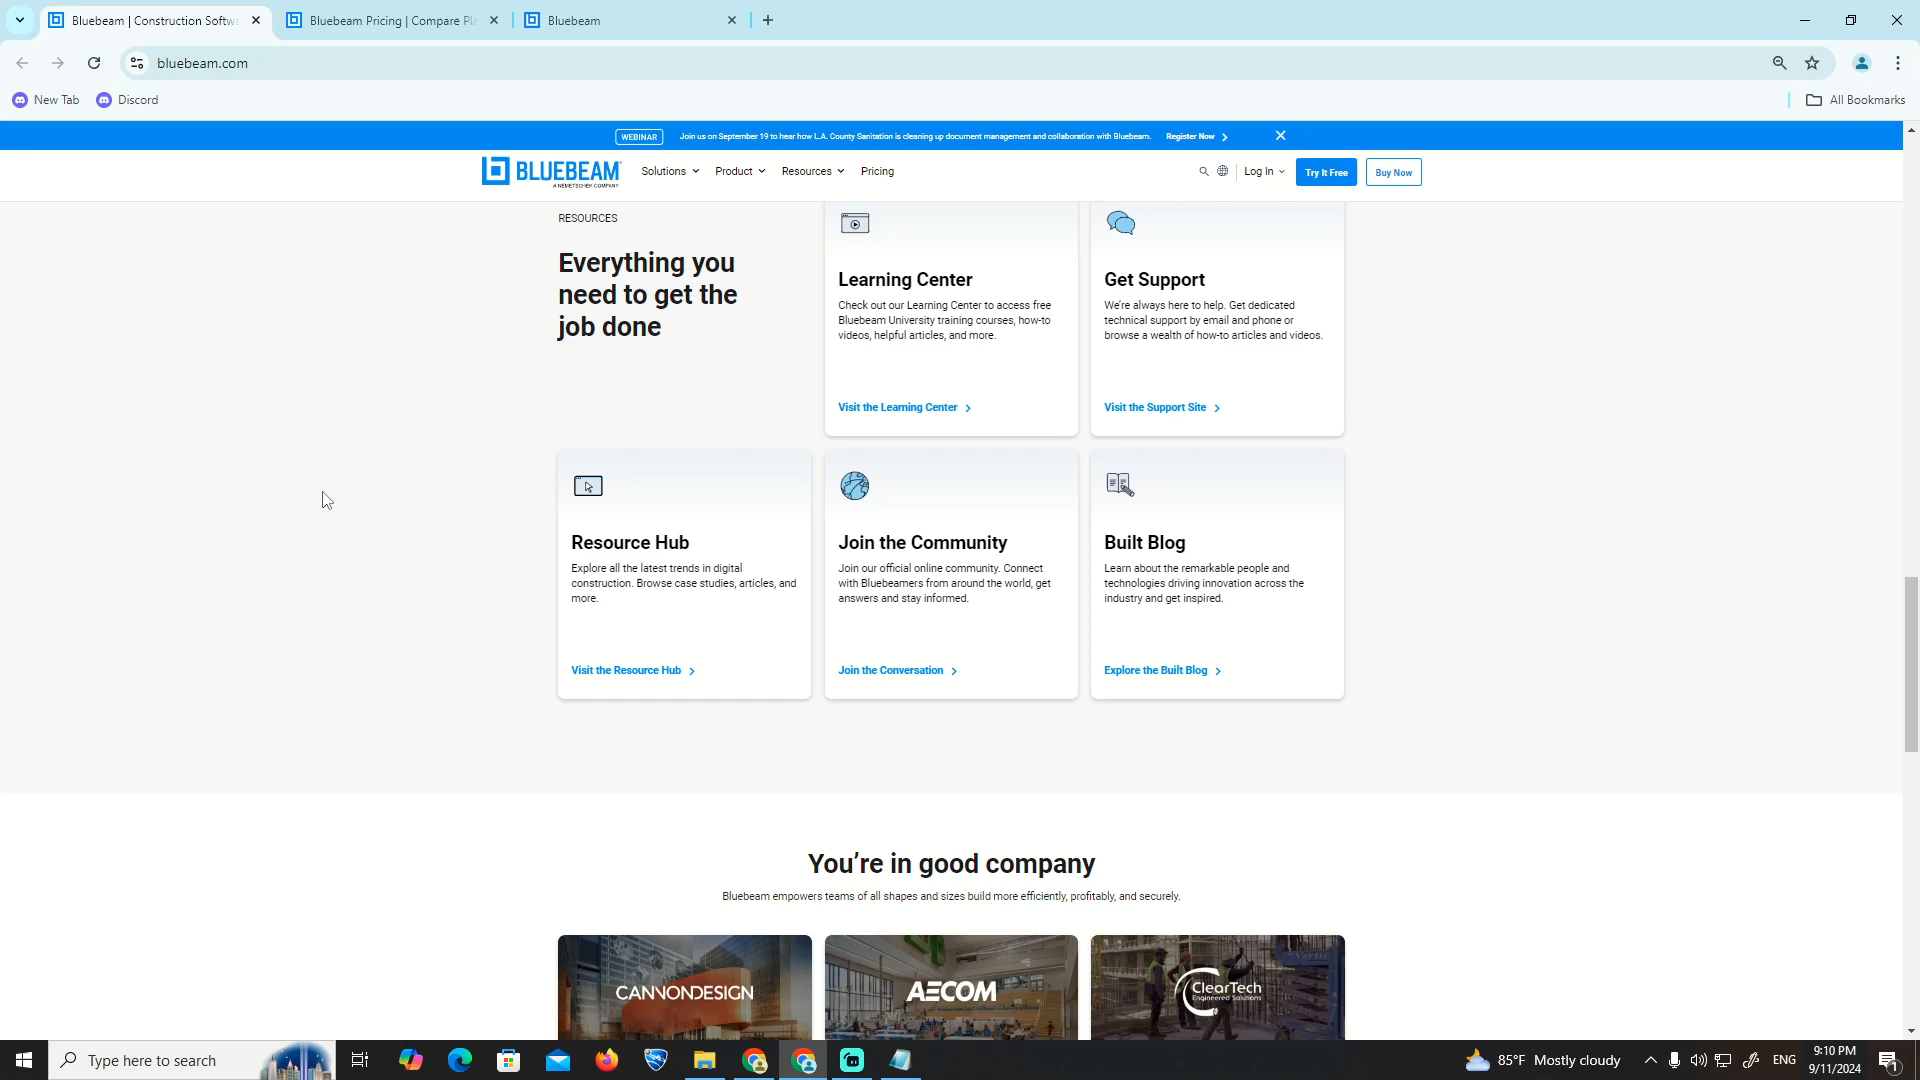 Bluebeam | Construction Softwa
Bluebeam Pricing | Compare Pla
Bluebeam
bluebeam.com
New Tab
Discord
All Bookmarks
WEBINAR
Join us on September 19 to hear how L.A. County Sanitation is cleaning up document management and collaboration with Bluebeam.
Register Now
BLUEBEAM
A NEMETSCHEK COMPANY
Solutions
Product
Resources
Pricing
Log In
Try It Free
Buy Now
RESOURCES
Everything you
need to get the
job done
Learning Center
Check out our Learning Center to access free
Bluebeam University training courses, how-to
videos, helpful articles, and more.
Visit the Learning Center
Get Support
We're always here to help. Get dedicated
technical support by email and phone or
browse a wealth of how-to articles and videos.
Visit the Support Site
Resource Hub
Explore all the latest trends in digital
construction. Browse case studies, articles, and
more.
Visit the Resource Hub
Join the Community
Join our official online community. Connect
with Bluebeamers from around the world, get
answers and stay informed.
Join the Conversation
Built Blog
Learn about the remarkable people and
technologies driving innovation across the
industry and get inspired.
Explore the Built Blog
You're in good company
Bluebeam empowers teams of all shapes and sizes build more efficiently, profitably, and securely.
CANNONDESIGN
AECOM
ClearTech
Engineered Solutions
Type here to search
85°F Mostly cloudy
ENG
9:10 PM
9/11/2024
1